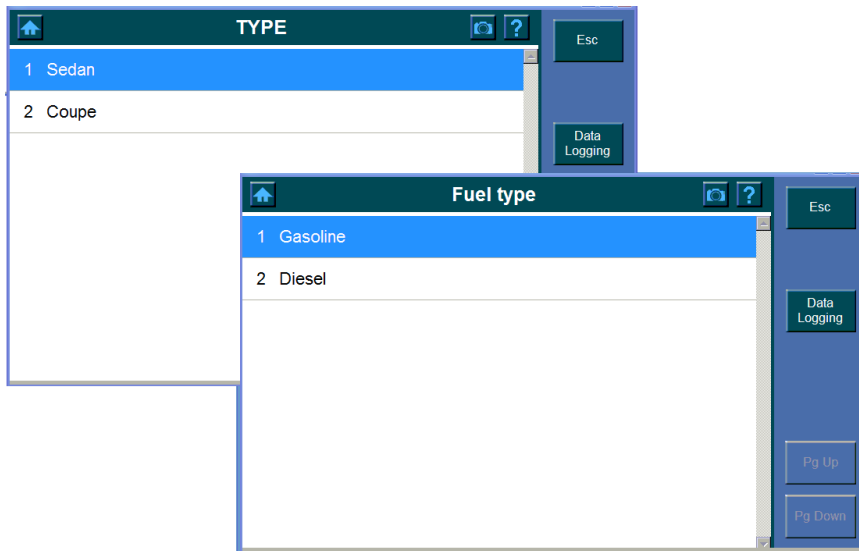 TYPE
?
Esc
1 Sedan
2 Coupe
Data
Logging
Fuel type
?
Esc
1 Gasoline
2 Diesel
Data
Logging
Pg Up
Pg Down